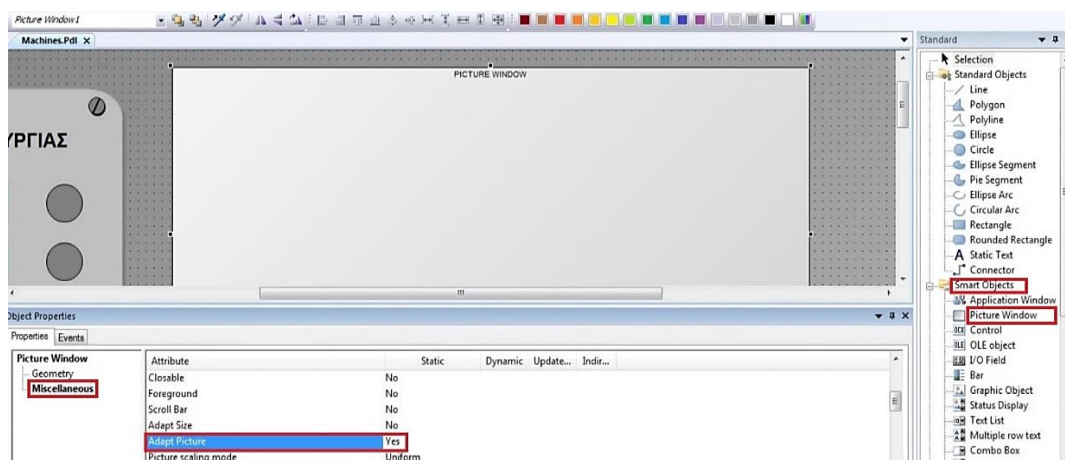 Picture Window1
Machines.Pdl X
Standard
PICTURE WINDOW
ΥΡΓΙΑΣ
Selection
Standard Objects
Line
Polygon
Polyline
Ellipse
Circle
Ellipse Segment
Pie Segment
Ellipse Arc
Circular Arc
Rectangle
Rounded Rectangle
A Static Text
Connector
Smart Objects
Application Window
Picture Window
Control
OLE OLE object
I/O Field
Bar
Graphic Object
Status Display
Text List
Multiple row text
Combo Box
Object Properties
Properties Events
Picture Window
Geometry
Miscellaneous
Attribute Static Dynamic Update... Indir...
Closable No
Foreground No
Scroll Bar No
Adapt Size No
Adapt Picture Yes
Picture scaling mode Uniform